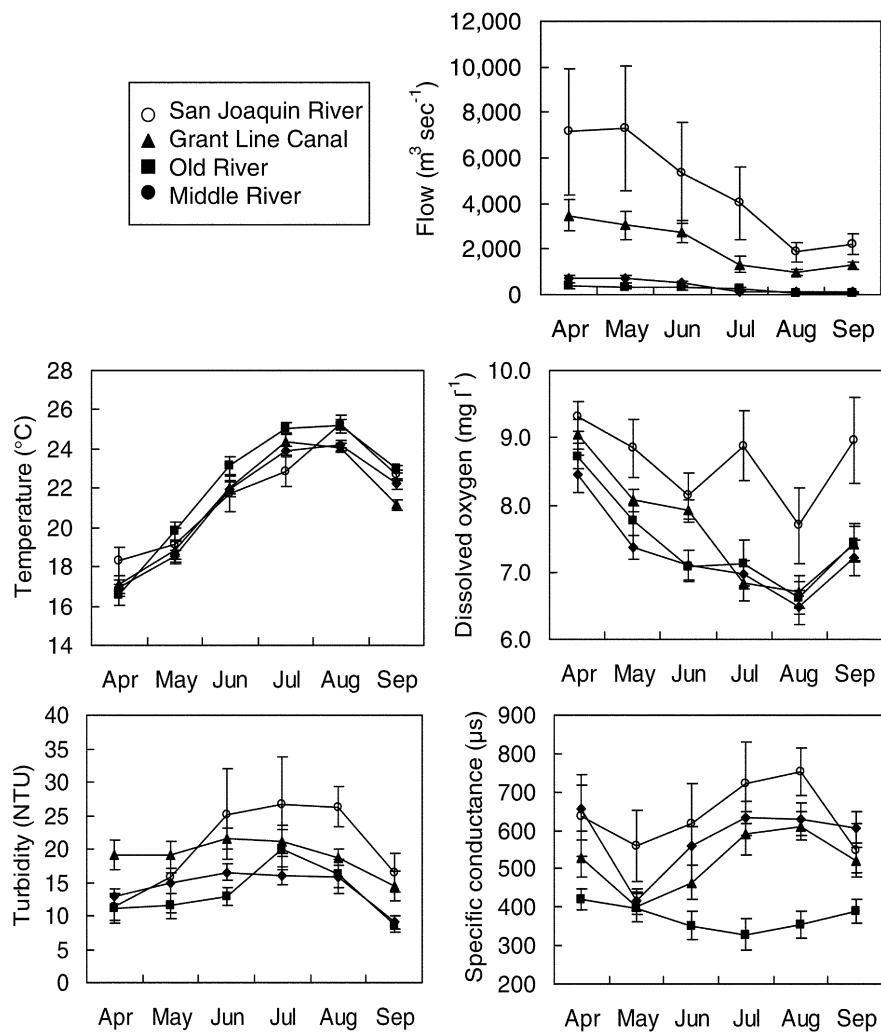 San Joaquin River
Grant Line Canal
Old River
Middle River
Flow (m³ sec⁻¹)
12,000
10,000
8,000
6,000
4,000
2,000
0
Apr May Jun Jul Aug Sep
Temperature (°C)
28
26
24
22
20
18
16
14
Apr May Jun Jul Aug Sep
Dissolved oxygen (mg l⁻¹)
10.0
9.0
8.0
7.0
6.0
Apr May Jun Jul Aug Sep
Turbidity (NTU)
40
35
30
25
20
15
10
5
0
Apr May Jun Jul Aug Sep
Specific conductance (µs)
900
800
700
600
500
400
300
200
Apr May Jun Jul Aug Sep